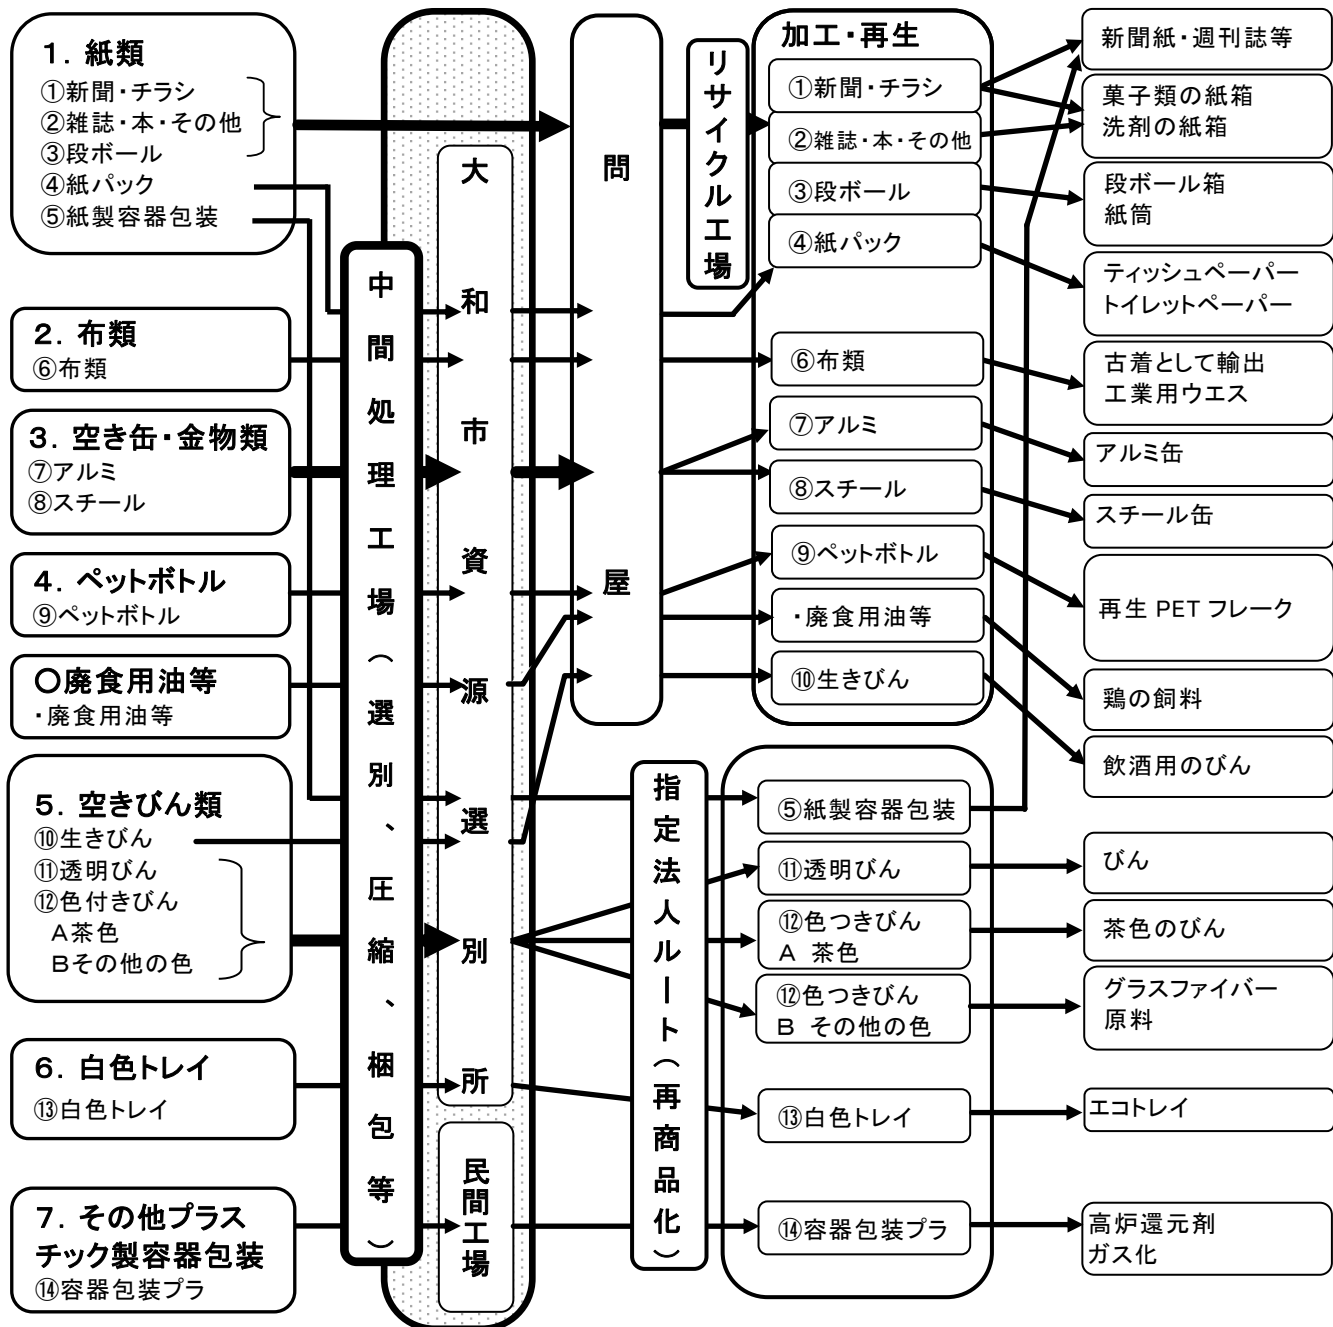 1．紙類
①新聞・チラシ
②雑誌・本・その他
③段ボール
④紙パック
⑤紙製容器包装
2．布類
⑥布類
3．空き缶・金物類
⑦アルミ
⑧スチール
4．ペットボトル
⑨ペットボトル
○廃食用油等
・廃食用油等
5．空きびん類
⑩生きびん
⑪透明びん
⑫色付きびん
A茶色
Bその他の色
6．白色トレイ
⑬白色トレイ
7．その他プラス
チック製容器包装
⑭容器包装プラ
中間処理工場（選別、圧縮、梱包等）
大和市資源選別所
民間工場
問屋
リサイクル工場
指定法人ルート（再商品化）
加工・再生
①新聞・チラシ
②雑誌・本・その他
③段ボール
④紙パック
⑥布類
⑦アルミ
⑧スチール
⑨ペットボトル
・廃食用油等
⑩生きびん
⑤紙製容器包装
⑪透明びん
⑫色つきびん
A 茶色
⑫色つきびん
B その他の色
⑬白色トレイ
⑭容器包装プラ
新聞紙・週刊誌等
菓子類の紙箱
洗剤の紙箱
段ボール箱
紙筒
ティッシュペーパー
トイレットペーパー
古着として輸出
工業用ウエス
アルミ缶
スチール缶
再生 PET フレーク
鶏の飼料
飲酒用のびん
びん
茶色のびん
グラスファイバー
原料
エコトレイ
高炉還元剤
ガス化